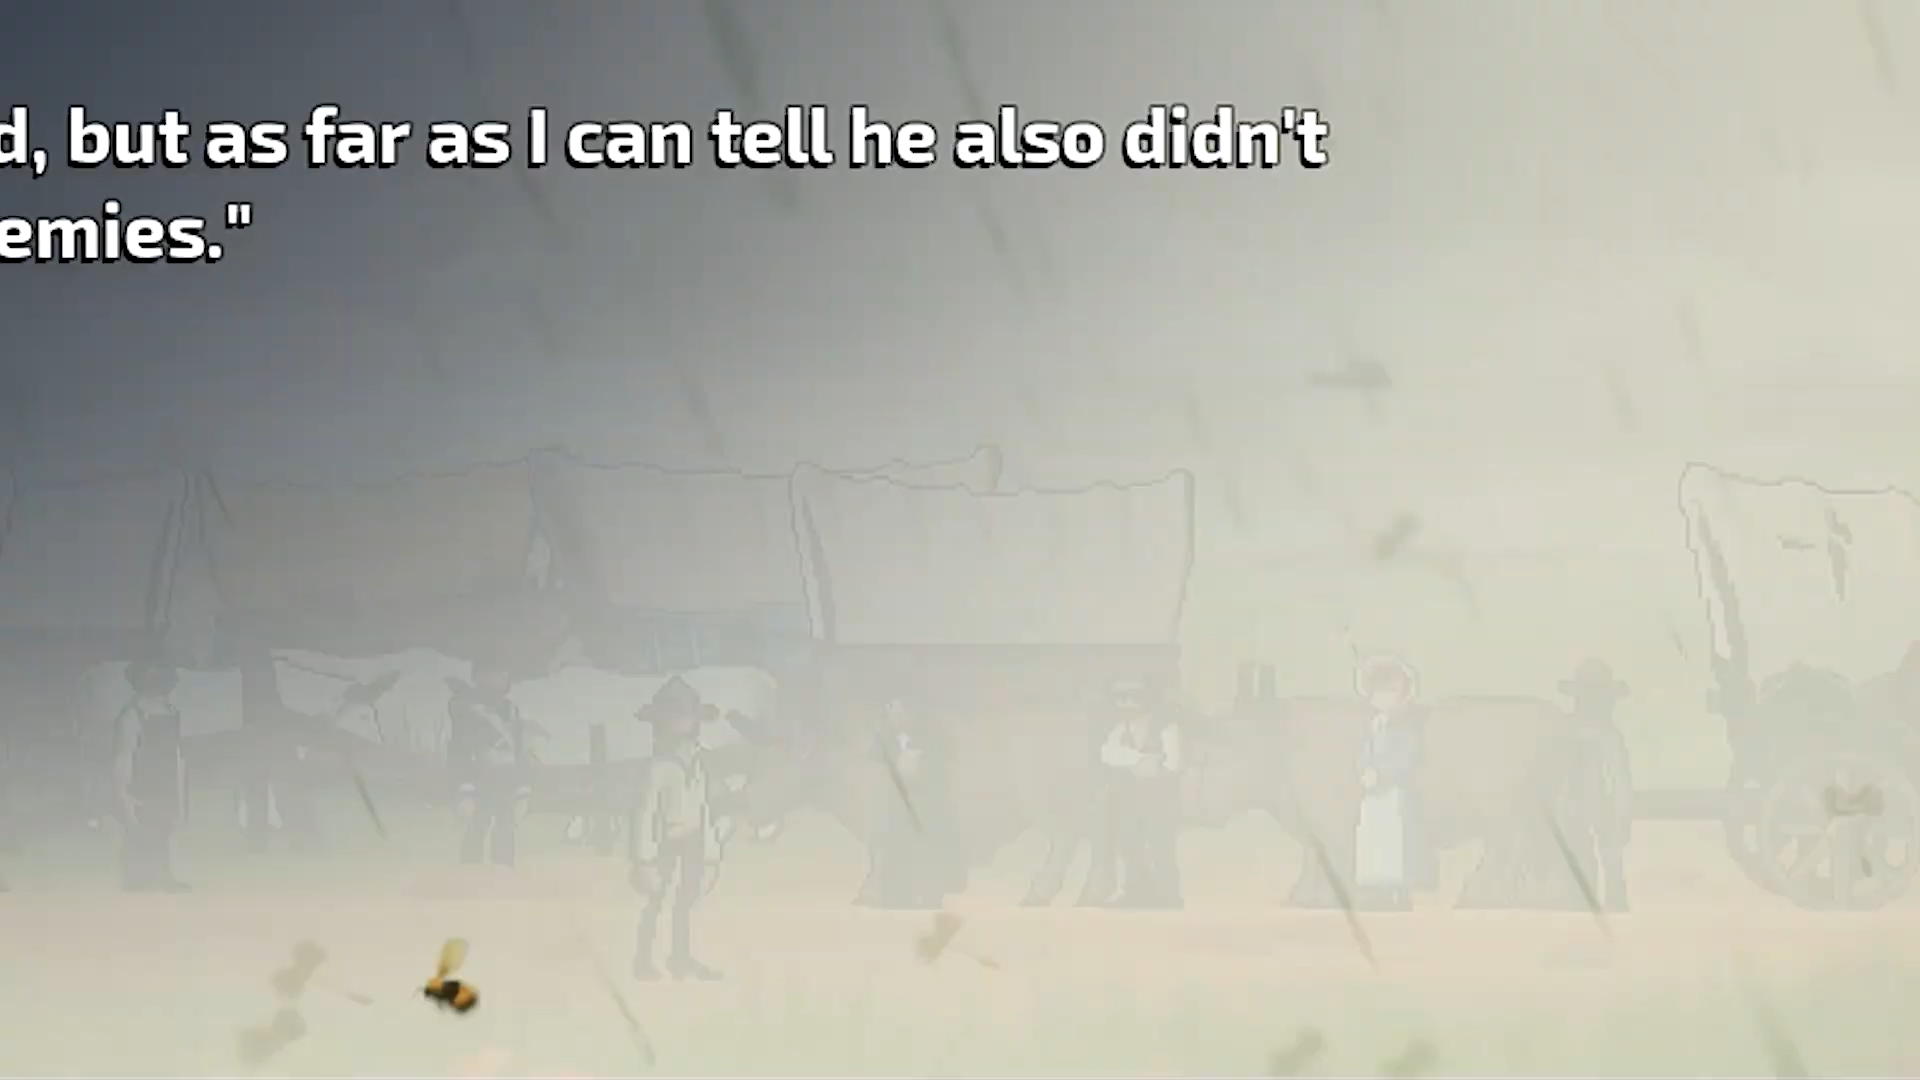 d, but as far as I can tell he also didn't
emies."